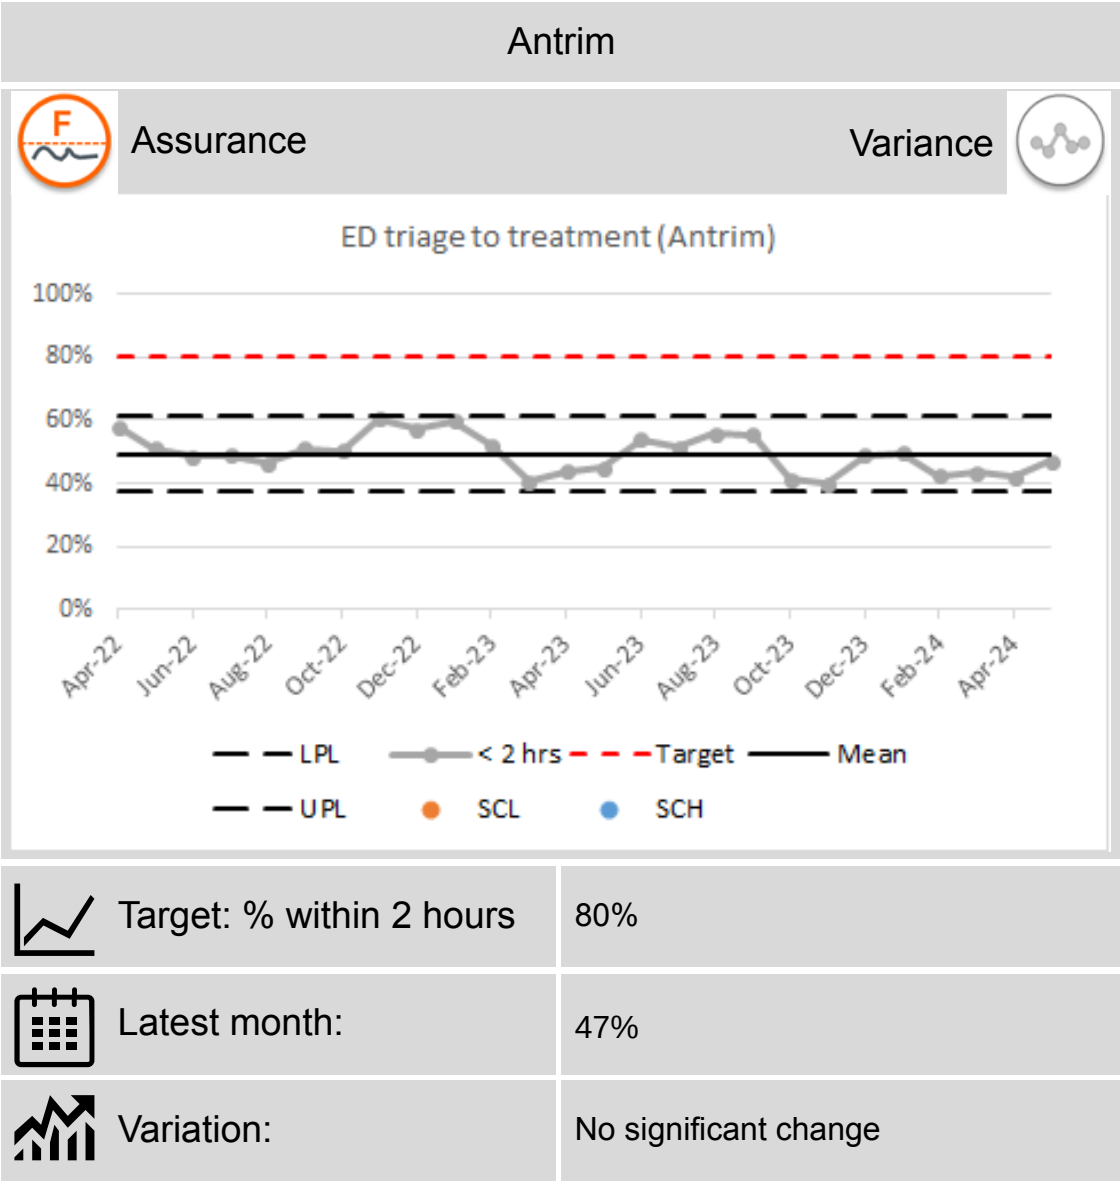 Antrim
F
Assurance
Variance
ED triage to treatment (Antrim)
100%
80%
60%
40%
20%
0%
Apr-22
Jun-22
Aug-22
Oct-22
Dec-22
Feb-23
Apr-23
Jun-23
Aug-23
Oct-23
Dec-23
Feb-24
Apr-24
LPL < 2 hrs Target Mean
UPL SCL SCH
Target: % within 2 hours 80%
Latest month: 47%
Variation: No significant change